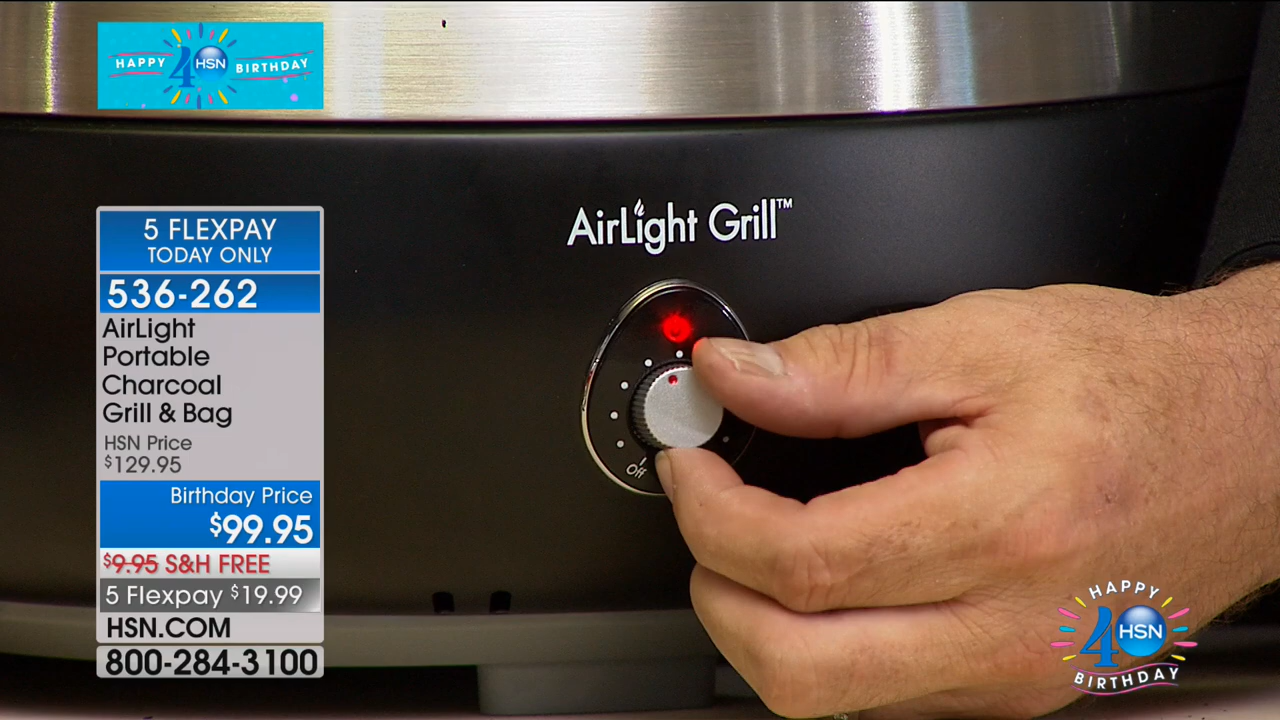 HAPPY 40 HSN BIRTHDAY
5 FLEXPAY
TODAY ONLY
536-262
AirLight
Portable
Charcoal
Grill & Bag
HSN Price
$129.95
Birthday Price
$99.95
$9.95 S&H FREE
5 Flexpay $19.99
HSN.COM
800-284-3100
AirLight Grill™
Off
HAPPY
40 HSN
BIRTHDAY